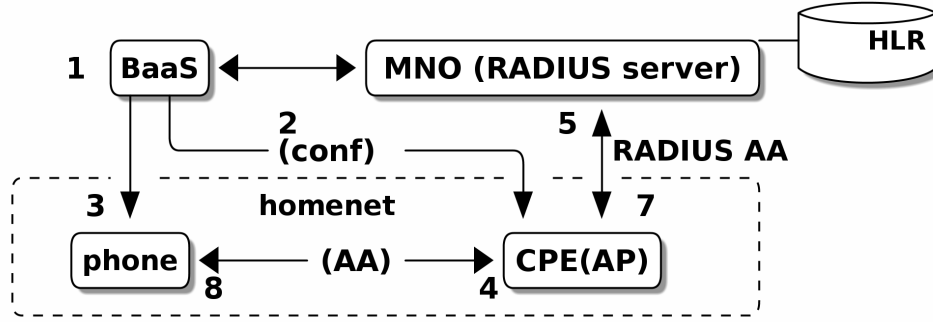 HLR
1 BaaS MNO (RADIUS server)
2 5
(conf) RADIUS AA
3 homenet 7
phone (AA) CPE(AP)
8 4